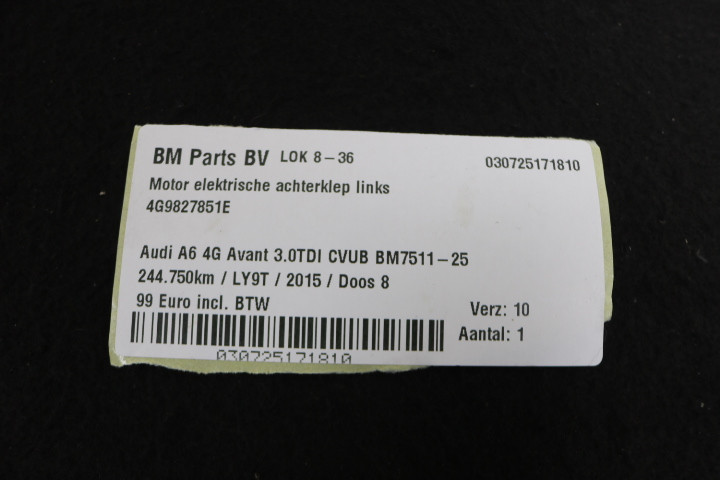 BM Parts BV LOK 8-36 030725171810
Motor elektrische achterklep links
4G9827851E
Audi A6 4G Avant 3.0TDI CVUB BM7511-25
244.750km / LY9T / 2015 / Doos 8
99 Euro incl. BTW
Verz: 10
Aantal: 1
030725171810